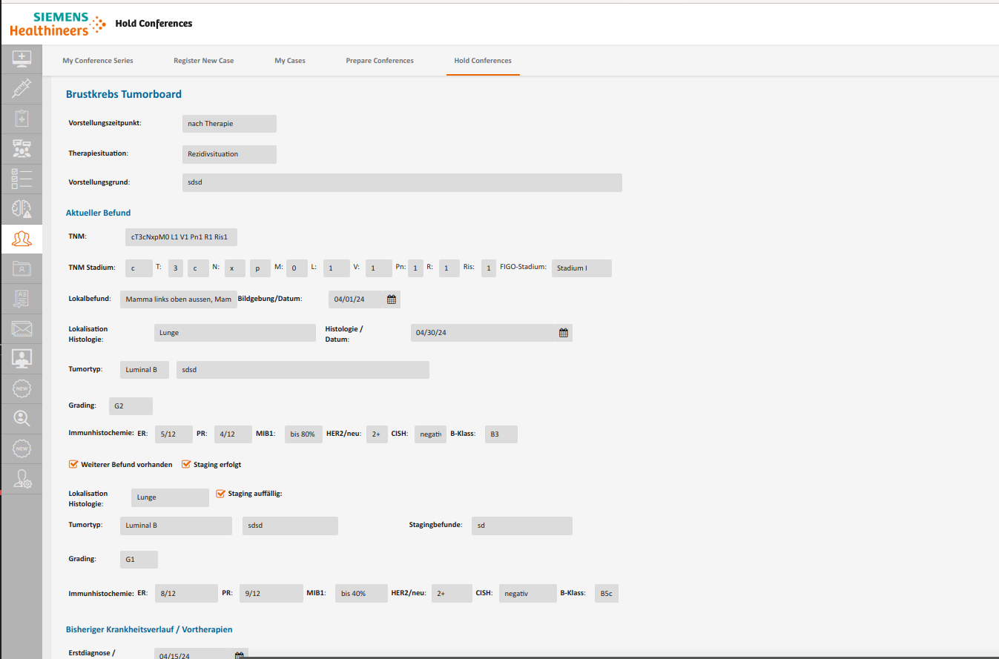 SIEMENS
Healthineers
Hold Conferences
My Conference Series Register New Case My Cases Prepare Conferences Hold Conferences
Brustkrebs Tumorboard
Vorstellungszeitpunkt: nach Therapie
Therapiesituation: Rezidivsituation
Vorstellungsgrund: sdsd
Aktueller Befund
TNM: cT3cNxpM0 L1 V1 Pn1 R1 Ris1
TNM Stadium: c T: 3 c N: x p M: 0 L: 1 V: 1 Pn: 1 R: 1 Ris: 1 FIGO-Stadium: Stadium I
Lokalbefund: Mamma links oben aussen, Mam Bildgebung/Datum: 04/01/24
Lokalisation
Histologie: Lunge
Histologie /
Datum: 04/30/24
Tumortyp: Luminal B sdsd
Grading: G2
Immunhistochemie: ER: 5/12 PR: 4/12 MIB1: bis 80% HER2/neu: 2+ CISH: negativ B-Klass: B3
Weiterer Befund vorhanden Staging erfolgt
Lokalisation
Histologie: Lunge
Staging auffällig:
Tumortyp: Luminal B sdsd Stagingbefunde: sd
Grading: G1
Immunhistochemie: ER: 8/12 PR: 9/12 MIB1: bis 40% HER2/neu: 2+ CISH: negativ B-Klass: B5c
Bisheriger Krankheitsverlauf / Vortherapien
Erstdiagnose / 04/15/24
NEW
NEW